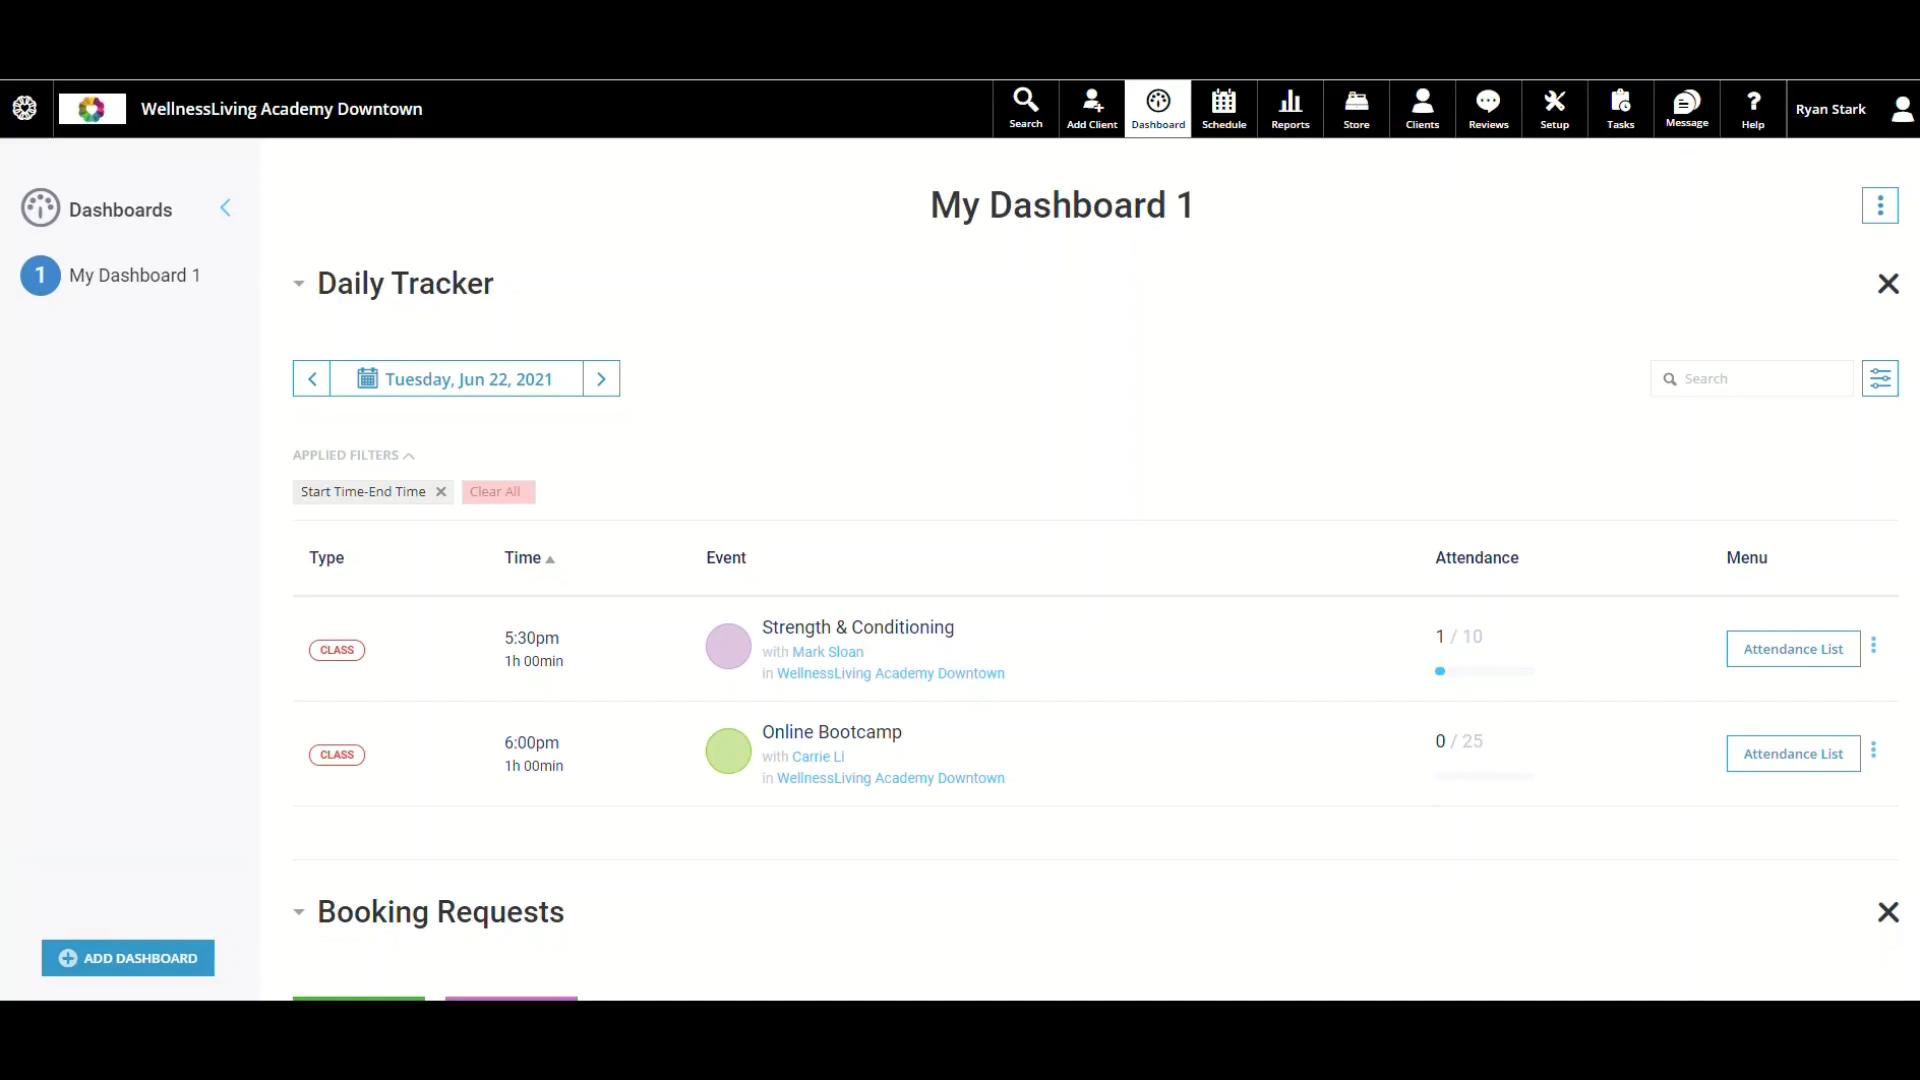 WellnessLiving Academy Downtown
Search
Add Client
Dashboard
Schedule
Reports
Store
Clients
Reviews
Setup
Tasks
Message
?
Help
Ryan Stark
Dashboards
1 My Dashboard 1
My Dashboard 1
Daily Tracker
Tuesday, Jun 22, 2021
Search
APPLIED FILTERS
Start Time-End Time
Clear All
Type Time Event Attendance Menu
CLASS
5:30pm
1h 00min
Strength & Conditioning
with Mark Sloan
in WellnessLiving Academy Downtown
1 / 10
Attendance List
CLASS
6:00pm
1h 00min
Online Bootcamp
with Carrie Li
in WellnessLiving Academy Downtown
0 / 25
Attendance List
Booking Requests
ADD DASHBOARD